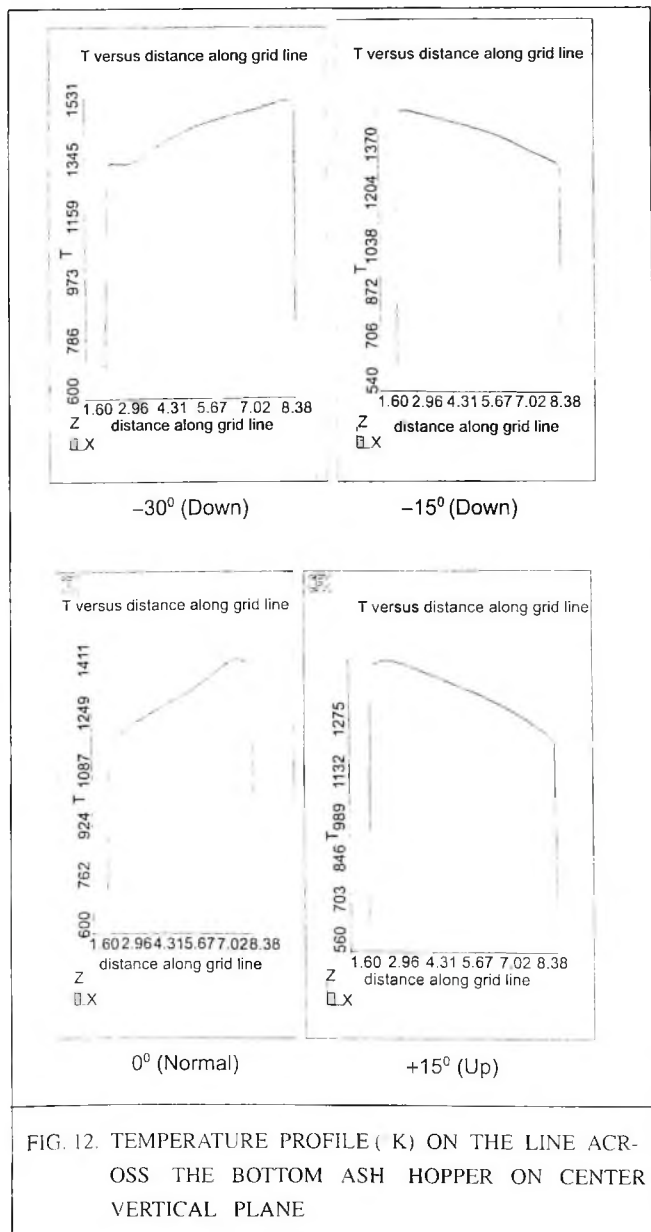 T versus distance along grid line
1531
1345
1159
T
973
786
600
1.60 2.96 4.31 5.67 7.02 8.38
Z
X
distance along grid line
–30⁰ (Down)
T versus distance along grid line
1370
1204
1038
T
872
706
540
1.60 2.96 4.31 5.67 7.02 8.38
Z
X
distance along grid line
–15⁰ (Down)
T versus distance along grid line
1411
1249
1087
T
924
762
600
1.60 2.96 4.31 5.67 7.02 8.38
distance along grid line
Z
X
0⁰ (Normal)
T versus distance along grid line
1275
1132
989
T
846
703
560
1.60 2.96 4.31 5.67 7.02 8.38
Z
distance along grid line
X
+15⁰ (Up)
FIG. 12. TEMPERATURE PROFILE ( K) ON THE LINE ACR-
OSS THE BOTTOM ASH HOPPER ON CENTER
VERTICAL PLANE